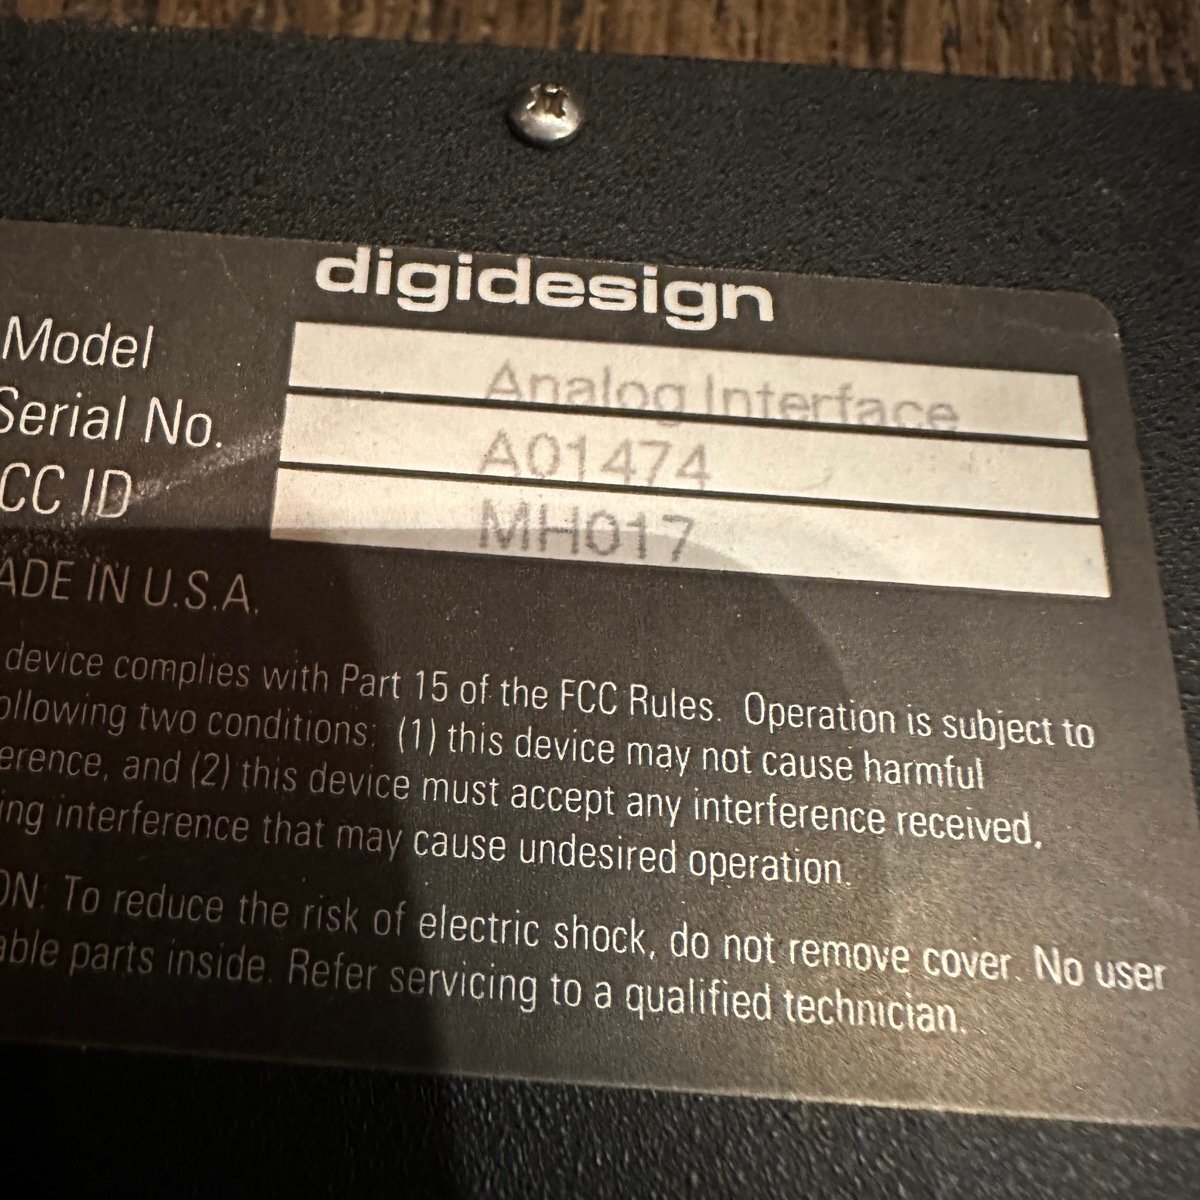 digidesign
Model Analog Interface
Serial No. A01474
CC ID MH017
ADE IN U.S.A.
device complies with Part 15 of the FCC Rules. Operation is subject to
ollowing two conditions: (1) this device may not cause harmful
erence, and (2) this device must accept any interference received,
ing interference that may cause undesired operation.
ON: To reduce the risk of electric shock, do not remove cover. No user
able parts inside. Refer servicing to a qualified technician.